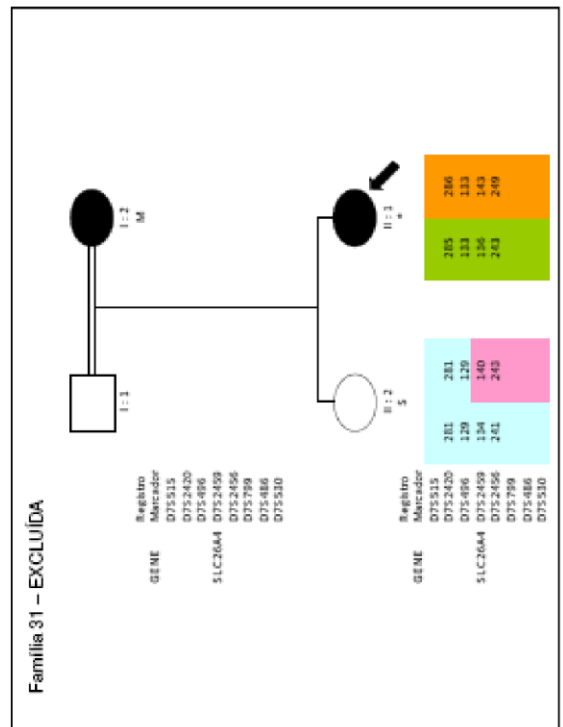 Família 31 – EXCLUÍDA
I : 1
I : 2
M
Registro
GENE Marcador
D7S515
D7S2420
D7S496
SLC26A4 D7S2459
D7S2456
D7S799
D7S486
D7S530
II : 2
S
II : 1
+
Registro
GENE Marcador
D7S515
D7S2420 281 281 285 286
D7S496 129 129 133 133
SLC26A4 D7S2459 134 140 136 143
D7S2456 241 243 243 249
D7S799
D7S486
D7S530